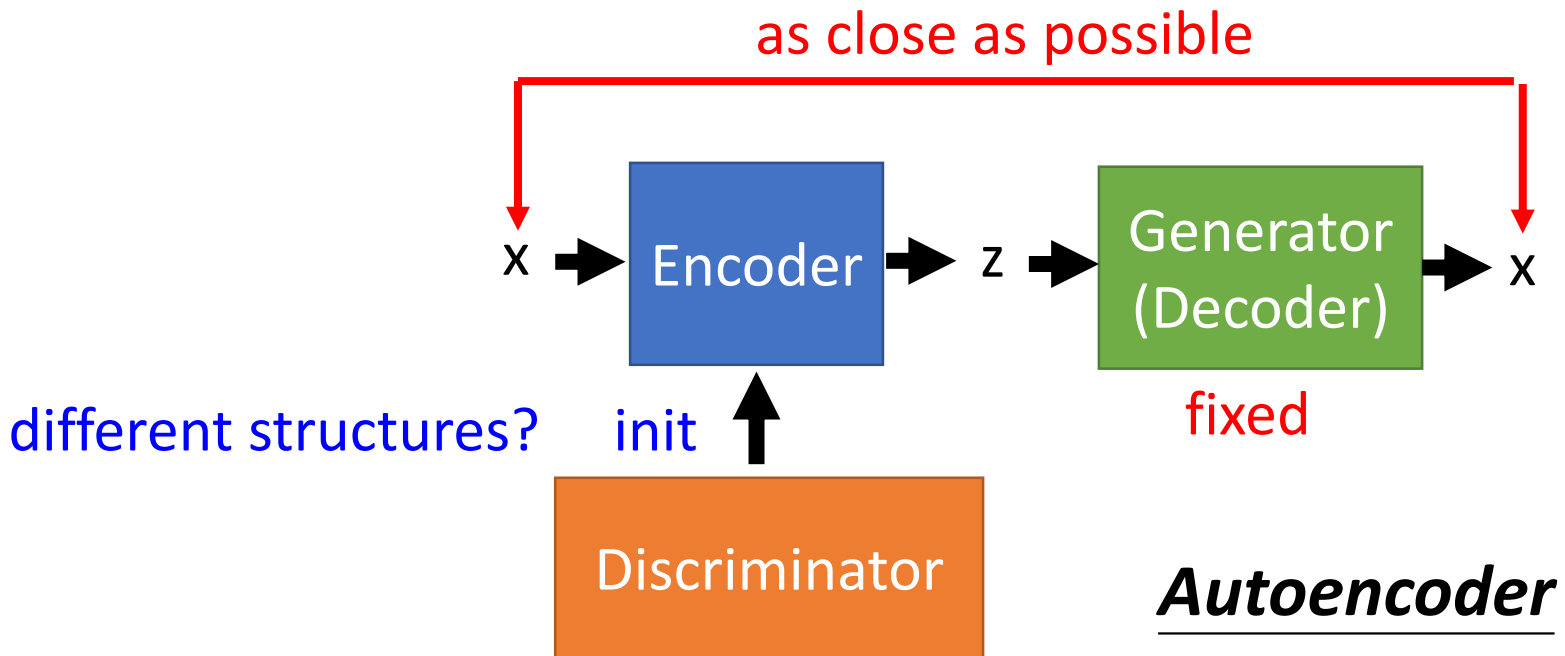 as close as possible
x
Encoder
z
Generator
(Decoder)
x
different structures?
init
fixed
Discriminator
Autoencoder